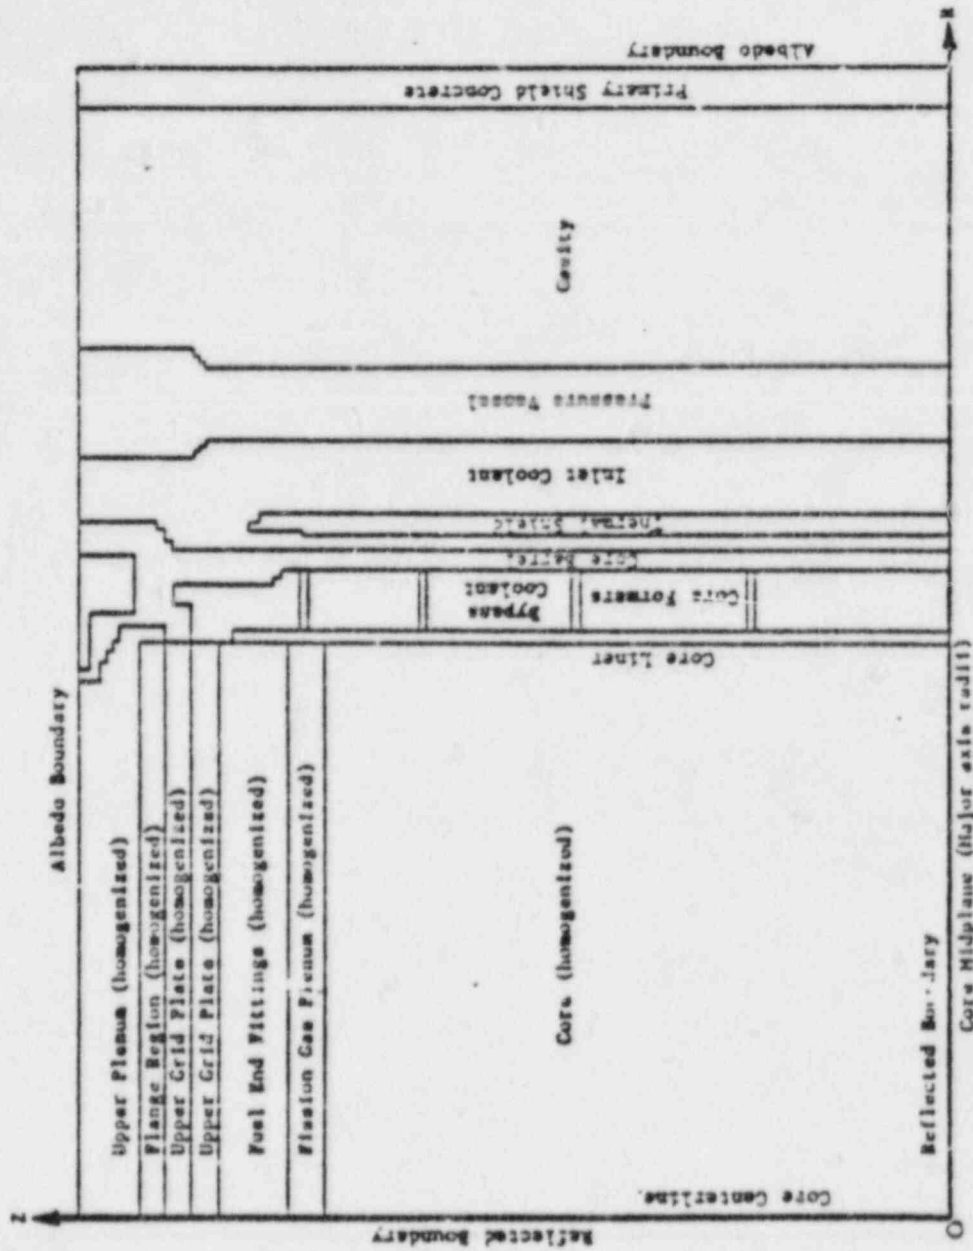 Albedo Boundary
Primary Shield Concrete
Cavity
Pressure Vessel
Inlet Coolant
Thermal Shield
Core Barrel
Core Formers
Bypass
Coolant
Core Liner
Albedo Boundary
Upper Plenum (homogenized)
Flange Region (homogenized)
Upper Grid Plate (homogenized)
Upper Grid Plate (homogenized)
Fuel End Fittings (homogenized)
Fission Gas Plenum (homogenized)
Core (homogenized)
Reflected Boundary
Core Midplane (Major axis radii)
Core Centerline
Reflected Boundary
Z
O